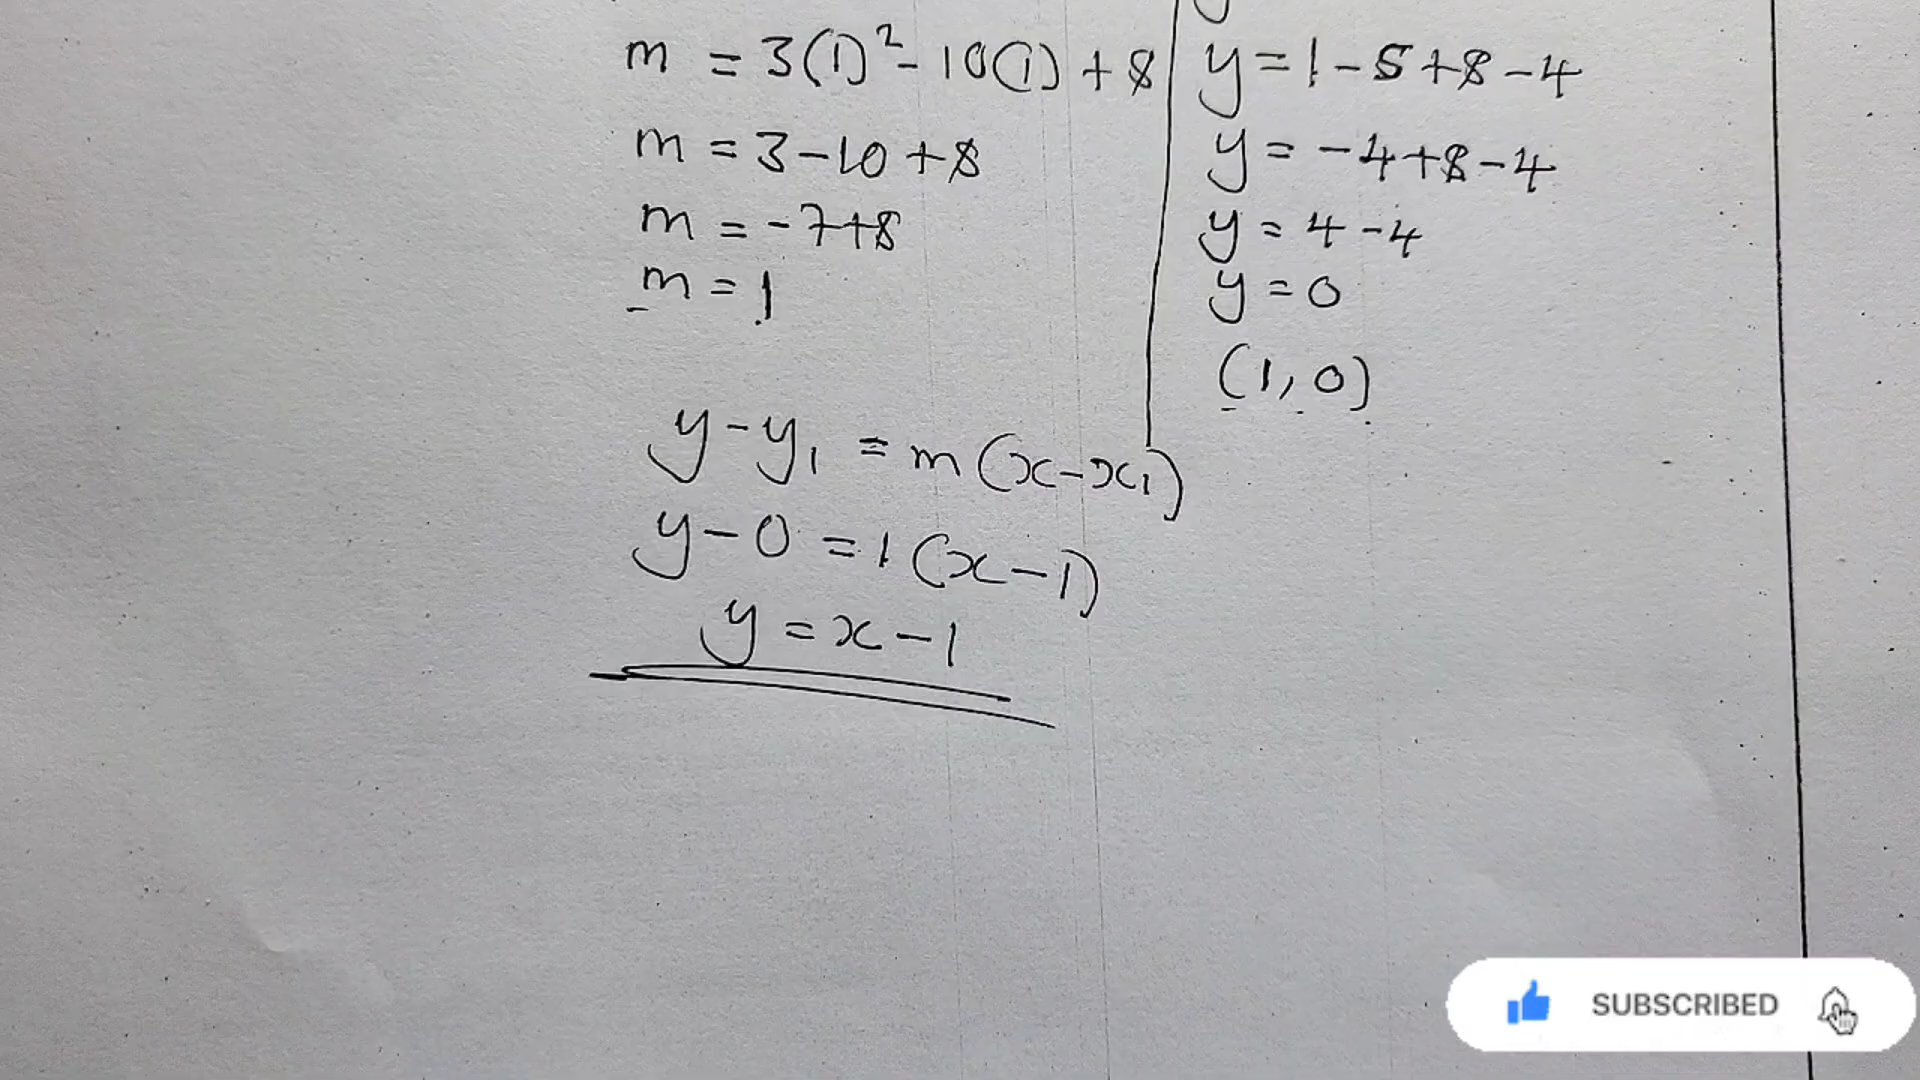 m = 3(1)² - 10(1) + 8
m = 3 - 10 + 8
m = -7+8
m = 1
y = 1 - 5 + 8 - 4
y = -4 + 8 - 4
y = 4 - 4
y = 0
(1, 0)
y - y₁ = m(x - x₁)
y - 0 = 1(x - 1)
y = x - 1
SUBSCRIBED